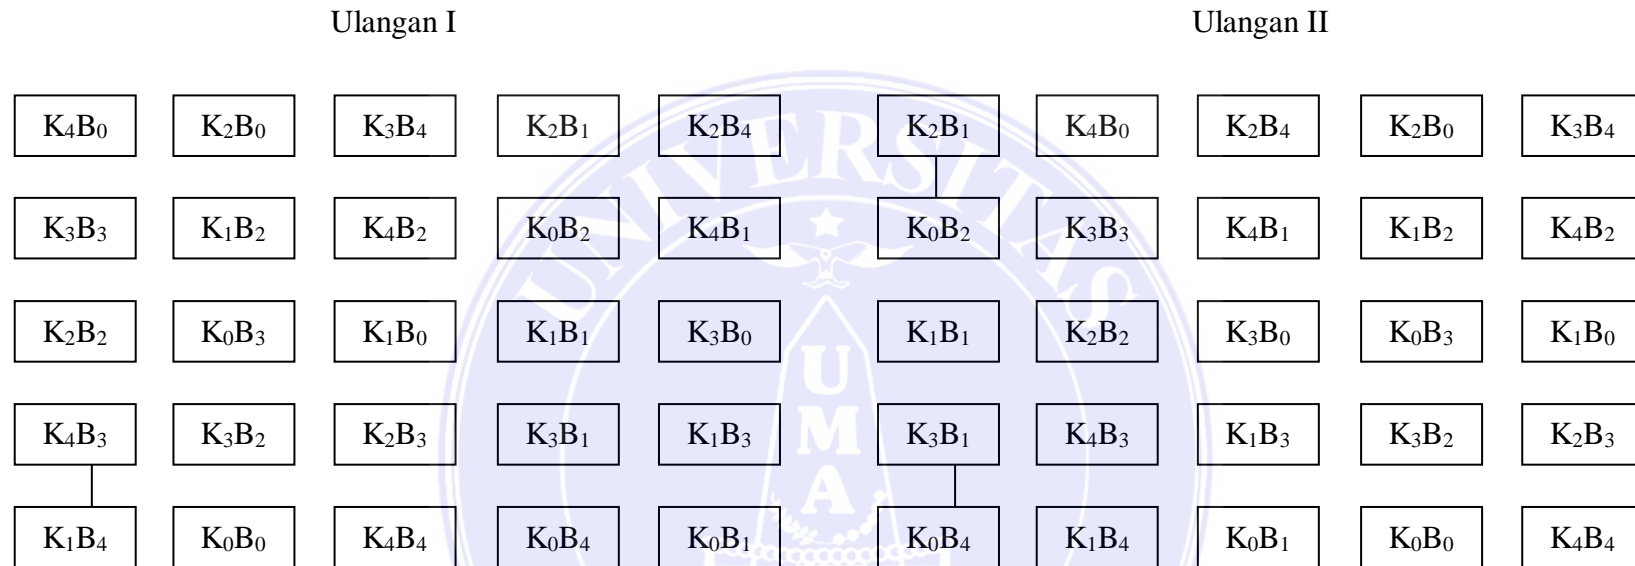 Ulangan I Ulangan II
K₄B₀ K₂B₀ K₃B₄ K₂B₁ K₂B₄ K₂B₁ K₄B₀ K₂B₄ K₂B₀ K₃B₄
K₃B₃ K₁B₂ K₄B₂ K₀B₂ K₄B₁ K₀B₂ K₃B₃ K₄B₁ K₁B₂ K₄B₂
K₂B₂ K₀B₃ K₁B₀ K₁B₁ K₃B₀ K₁B₁ K₂B₂ K₃B₀ K₀B₃ K₁B₀
K₄B₃ K₃B₂ K₂B₃ K₃B₁ K₁B₃ K₃B₁ K₄B₃ K₁B₃ K₃B₂ K₂B₃
K₁B₄ K₀B₀ K₄B₄ K₀B₄ K₀B₁ K₀B₄ K₁B₄ K₀B₁ K₀B₀ K₄B₄
UNIVERSITAS
UMA